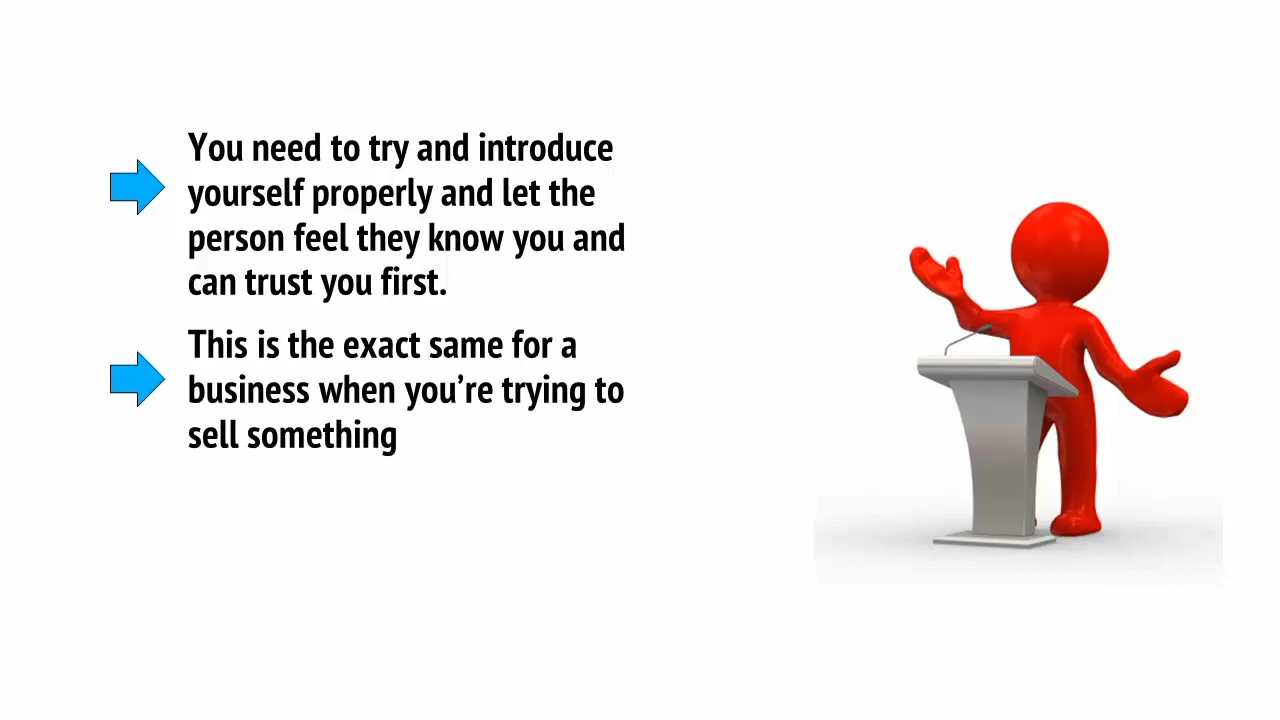 You need to try and introduce
yourself properly and let the
person feel they know you and
can trust you first.
This is the exact same for a
business when you’re trying to
sell something